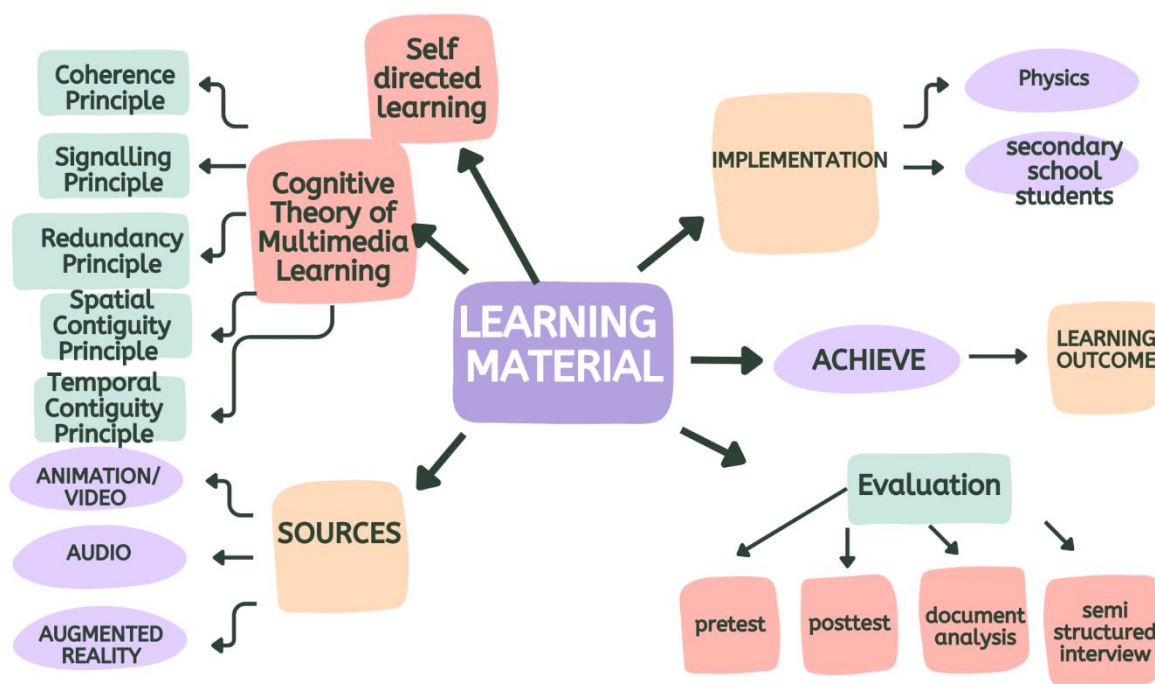 Self
directed
learning
Coherence
Principle
Signalling
Principle
Redundancy
Principle
Spatial
Contiguity
Principle
Temporal
Contiguity
Principle
Cognitive
Theory of
Multimedia
Learning
IMPLEMENTATION
Physics
secondary
school
students
LEARNING
MATERIAL
ACHIEVE
LEARNING
OUTCOME
ANIMATION/
VIDEO
AUDIO
AUGMENTED
REALITY
SOURCES
Evaluation
pretest
posttest
document
analysis
semi
structured
interview